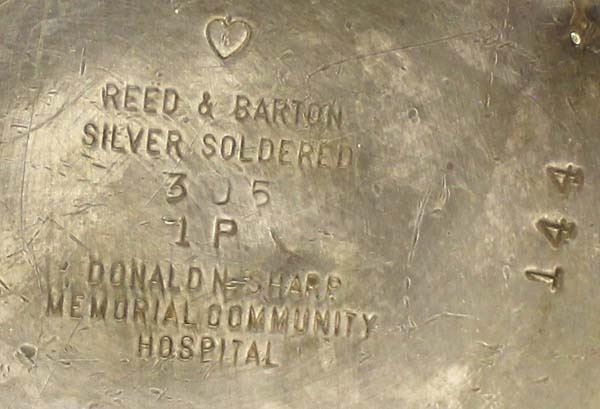 REED & BARTON
SILVER SOLDERED
3 J 5
1 P
DONALD N. SHARP
MEMORIAL COMMUNITY
HOSPITAL
144